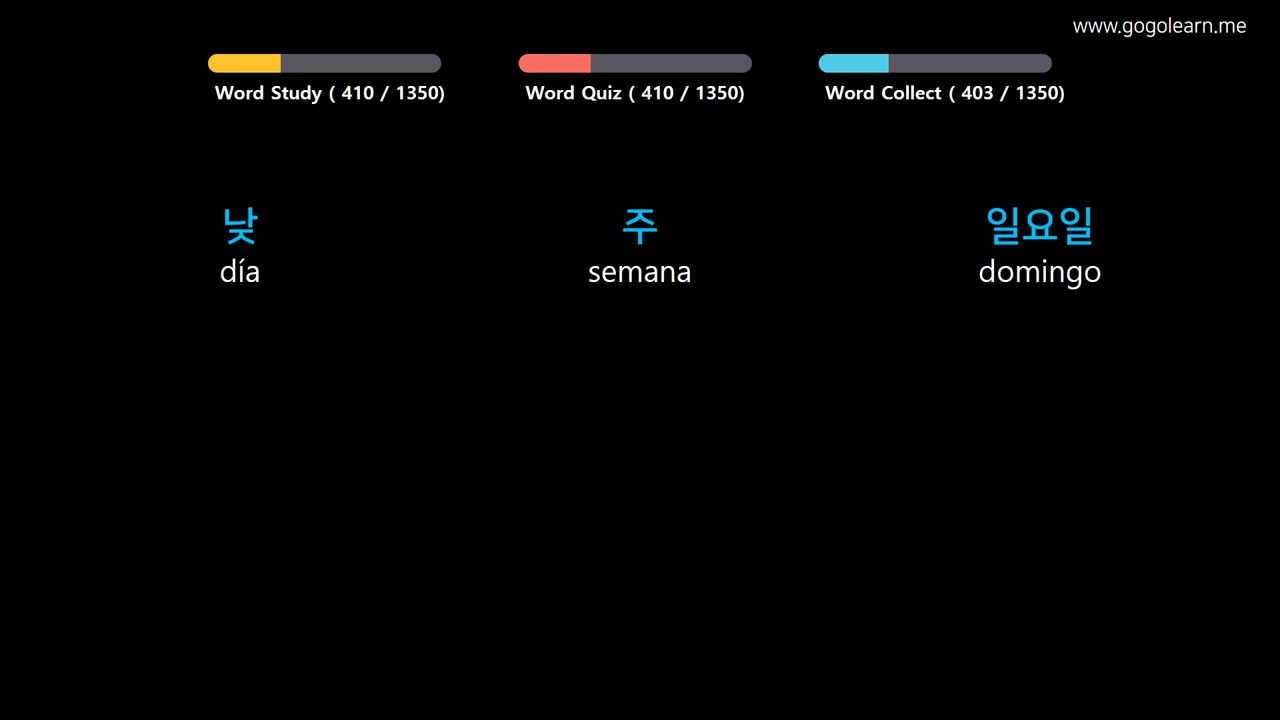 www.gogolearn.me
Word Study ( 410 / 1350)
Word Quiz ( 410 / 1350)
Word Collect ( 403 / 1350)
낮
día
주
semana
일요일
domingo